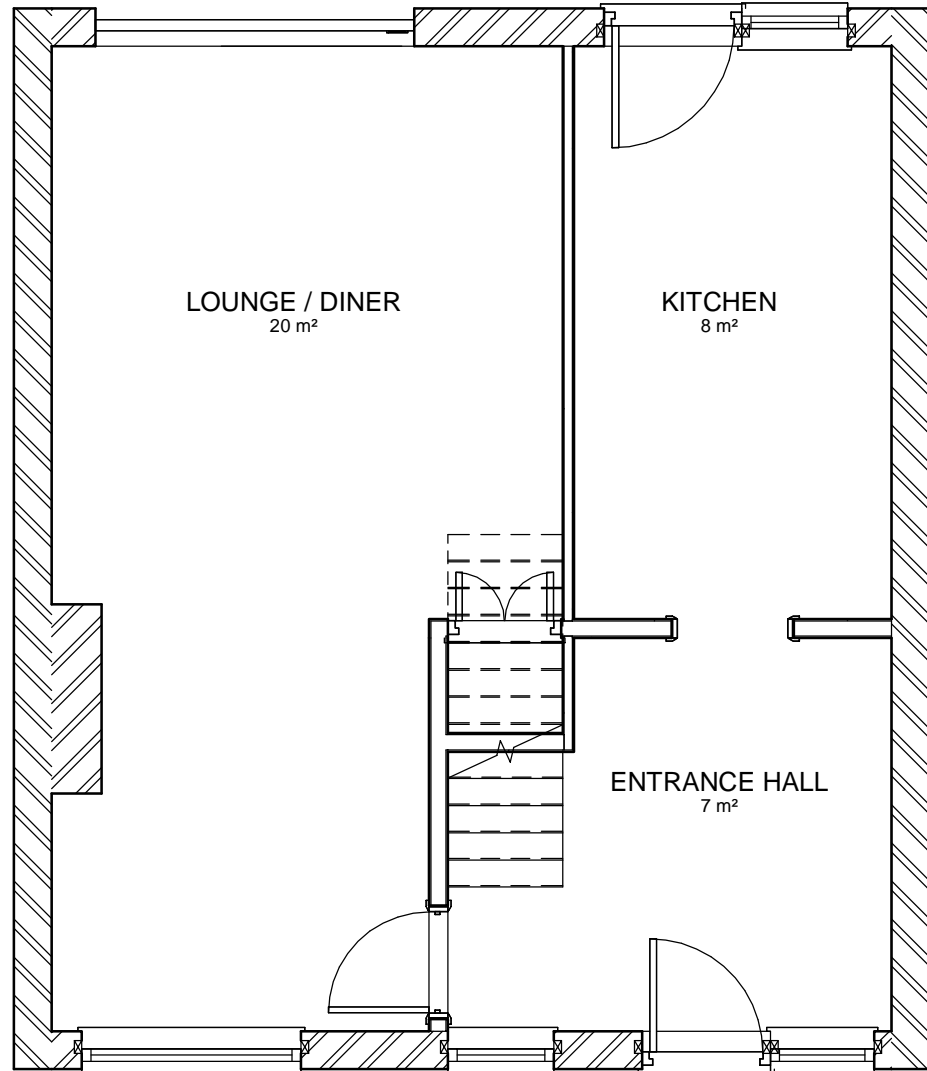 LOUNGE / DINER
20 m²
KITCHEN
8 m²
ENTRANCE HALL
7 m²